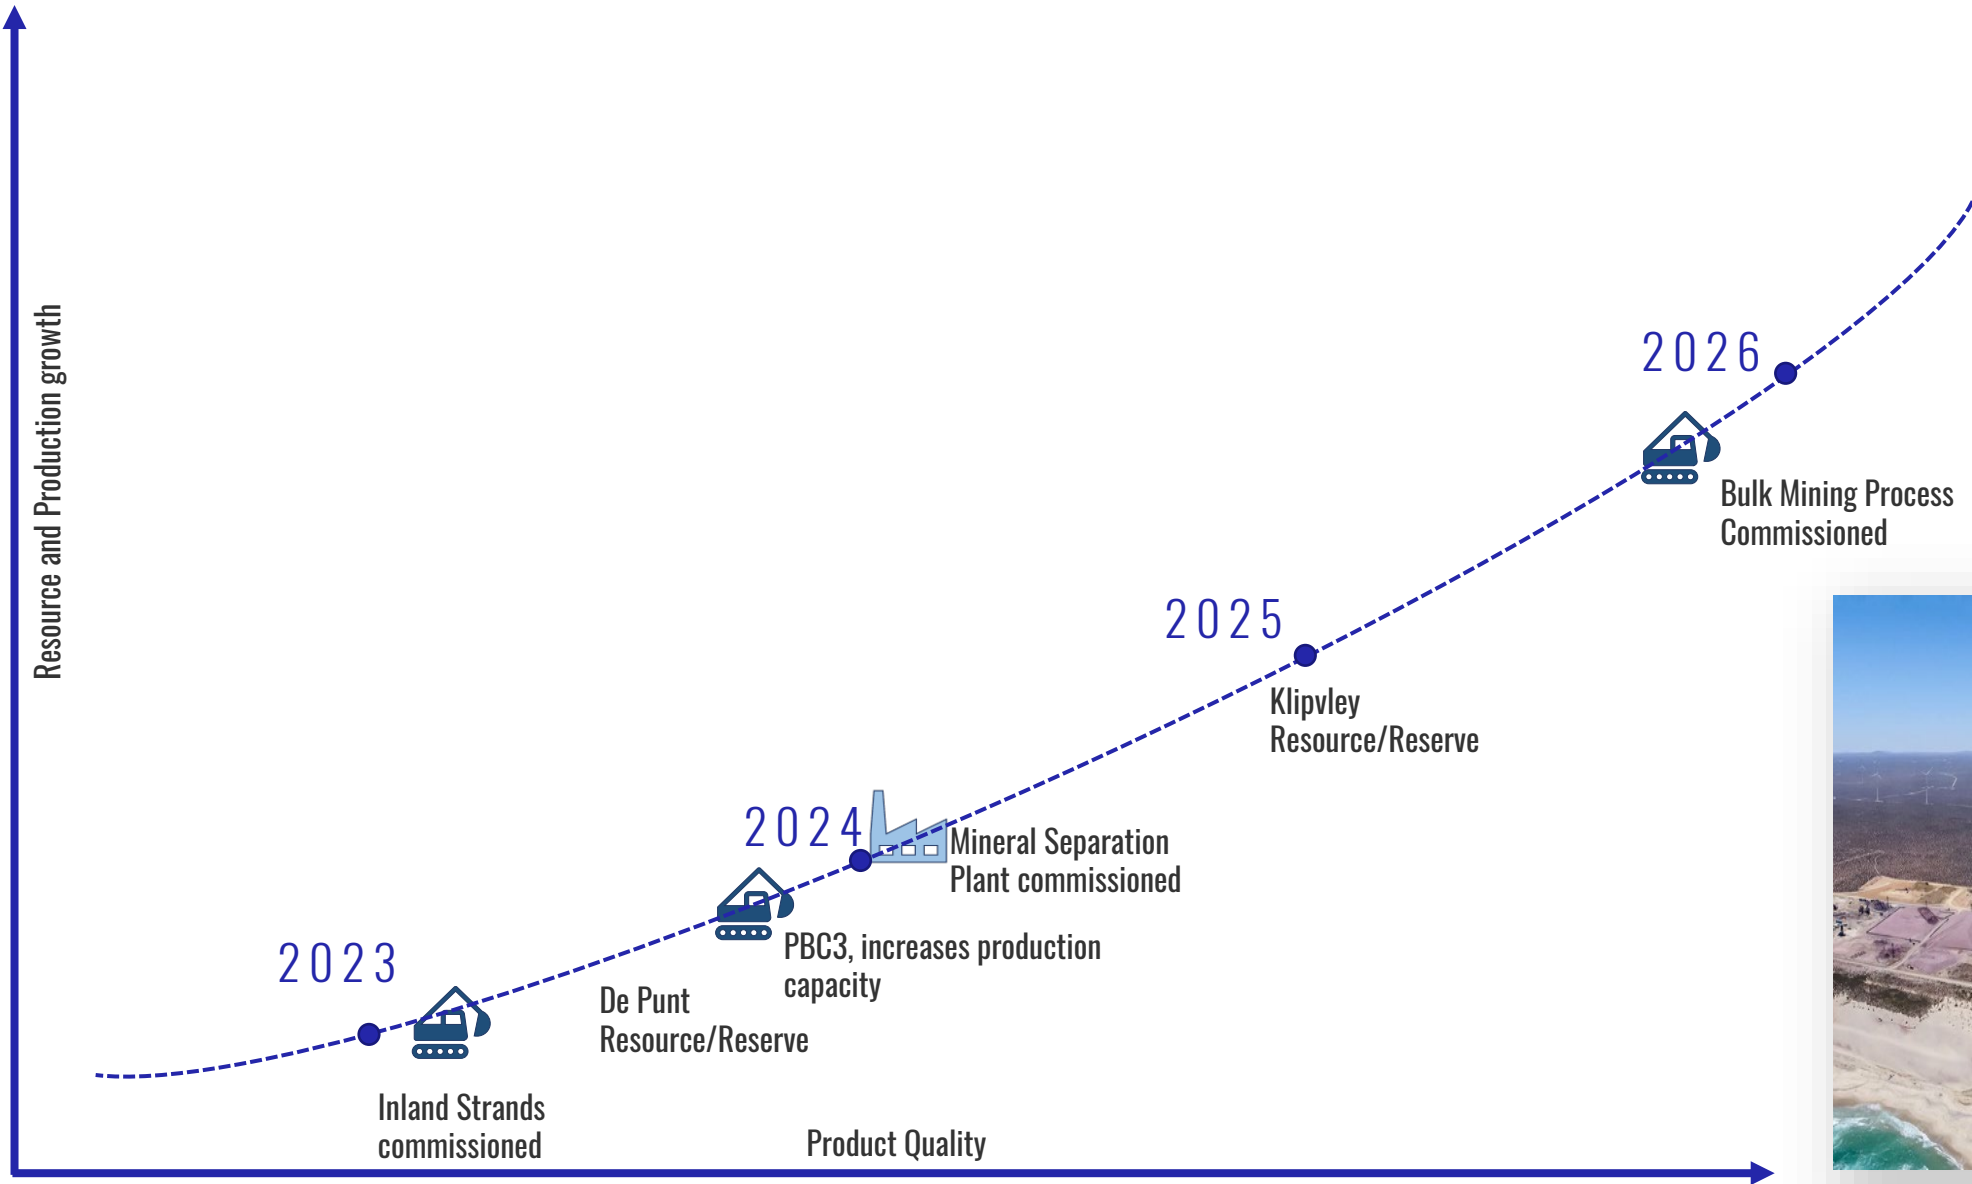 Resource and Production growth
2026
Bulk Mining Process
Commissioned
2025
Klipvley
Resource/Reserve
2024
Mineral Separation
Plant commissioned
PBC3, increases production
capacity
2023
De Punt
Resource/Reserve
Inland Strands
commissioned
Product Quality